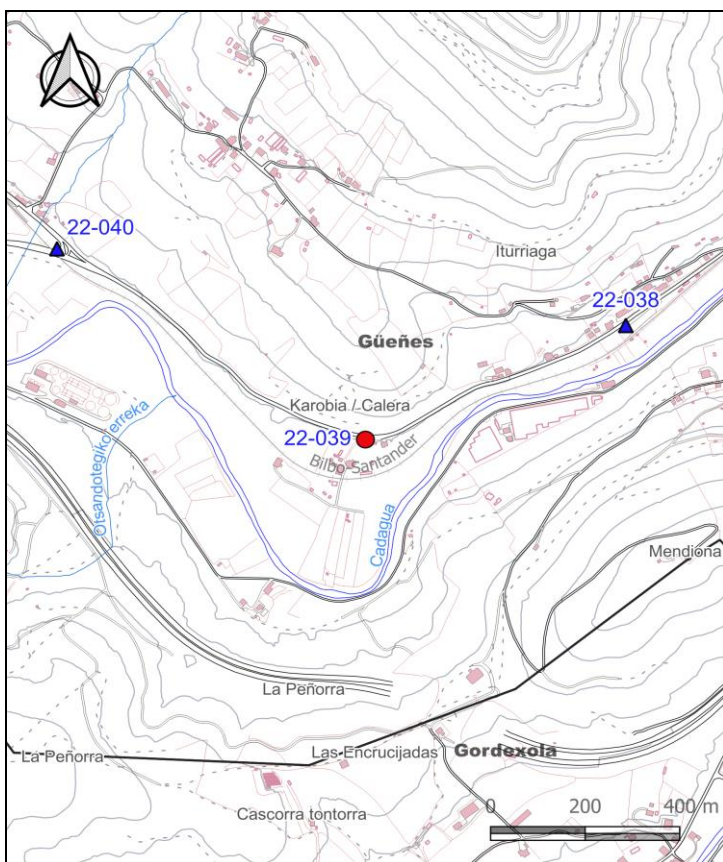 22-040
Iturriaga
22-038
Güeñes
Karobia / Calera
22-039
Bilbo-Santander
Otsandotegiko erreka
Cadagua
Mendiona
La Peñorra
La Peñorra
Las Encrucijadas
Gordexola
Cascorra tontorra
0 200 400 m